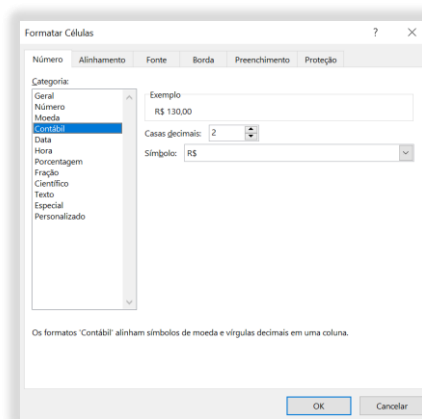 Formatar Células ? ×
Número Alinhamento Fonte Borda Preenchimento Proteção
Categoria:
Geral
Número
Moeda
Contábil
Data
Hora
Porcentagem
Fração
Científico
Texto
Especial
Personalizado
Exemplo
R$ 130,00
Casas decimais: 2
Símbolo: R$
Os formatos 'Contábil' alinham símbolos de moeda e vírgulas decimais em uma coluna.
OK Cancelar